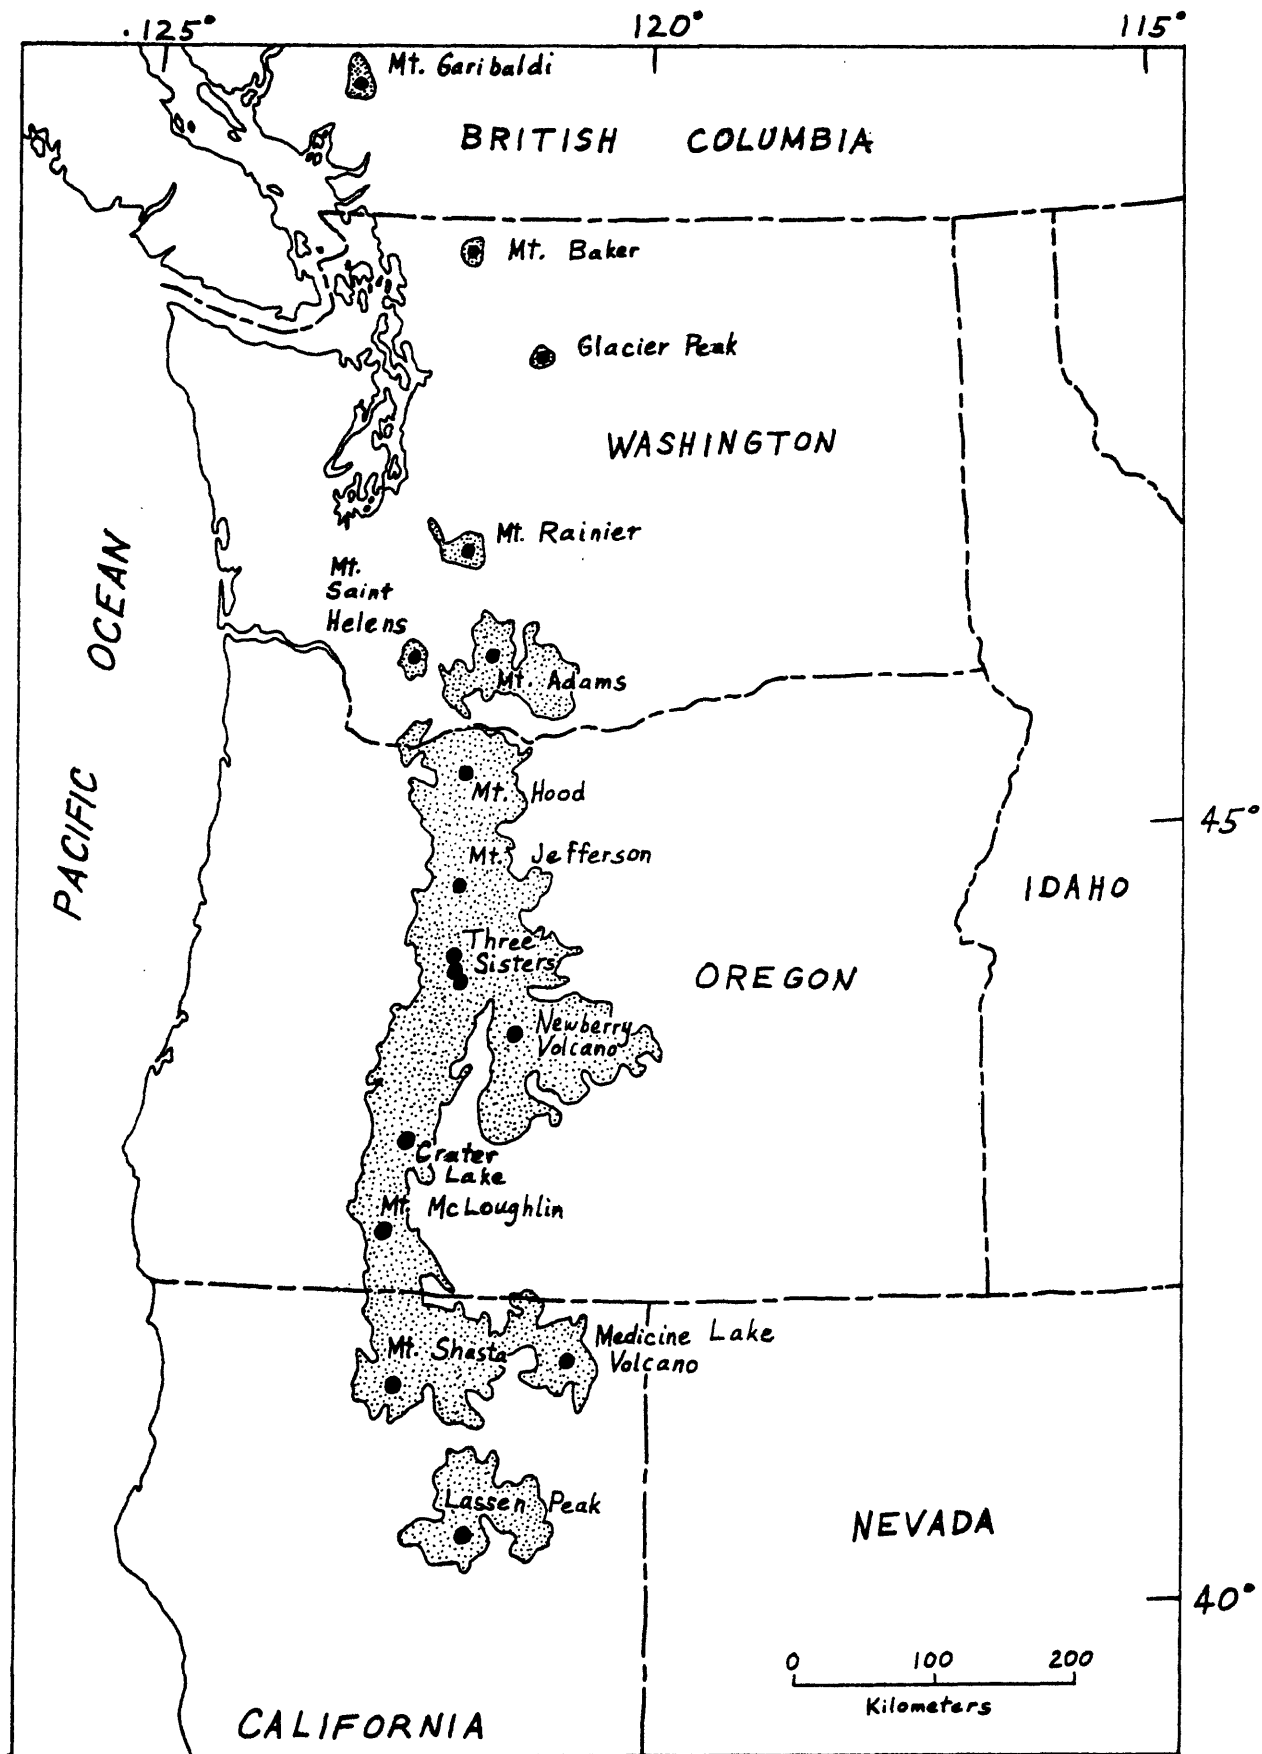 125°
120°
115°
Mt. Garibaldi
BRITISH COLUMBIA
Mt. Baker
Glacier Peak
WASHINGTON
Mt. Rainier
Mt.
Saint
Helens
Mt. Adams
PACIFIC OCEAN
Mt. Hood
45°
Mt. Jefferson
IDAHO
Three
Sisters
OREGON
Newberry
Volcano
Crater
Lake
Mt. McLoughlin
Medicine Lake
Volcano
Mt. Shasta
Lassen Peak
NEVADA
40°
0 100 200
Kilometers
CALIFORNIA